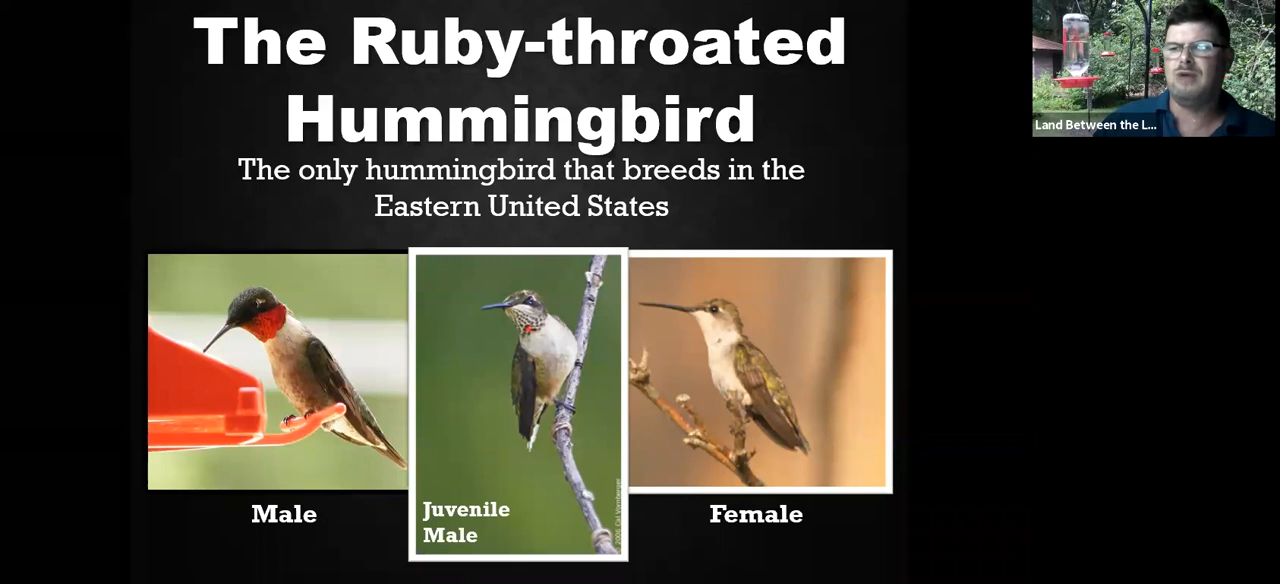 The Ruby-throated
Hummingbird
The only hummingbird that breeds in the
Eastern United States
Land Between the L...
Male
Juvenile
Male
Female